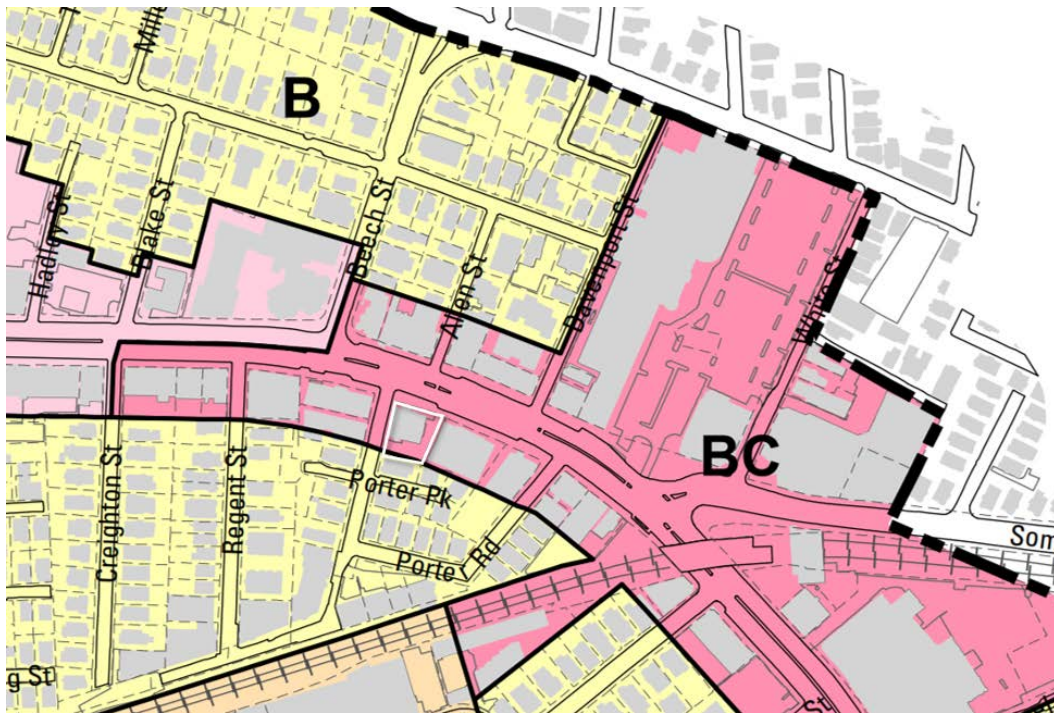 B
Hadley St
Blake St
Beech St
Allen St
Davenport St
White St
BC
Creighton St
Regent St
Porter Pk
Porter Rd
Som
g St
St